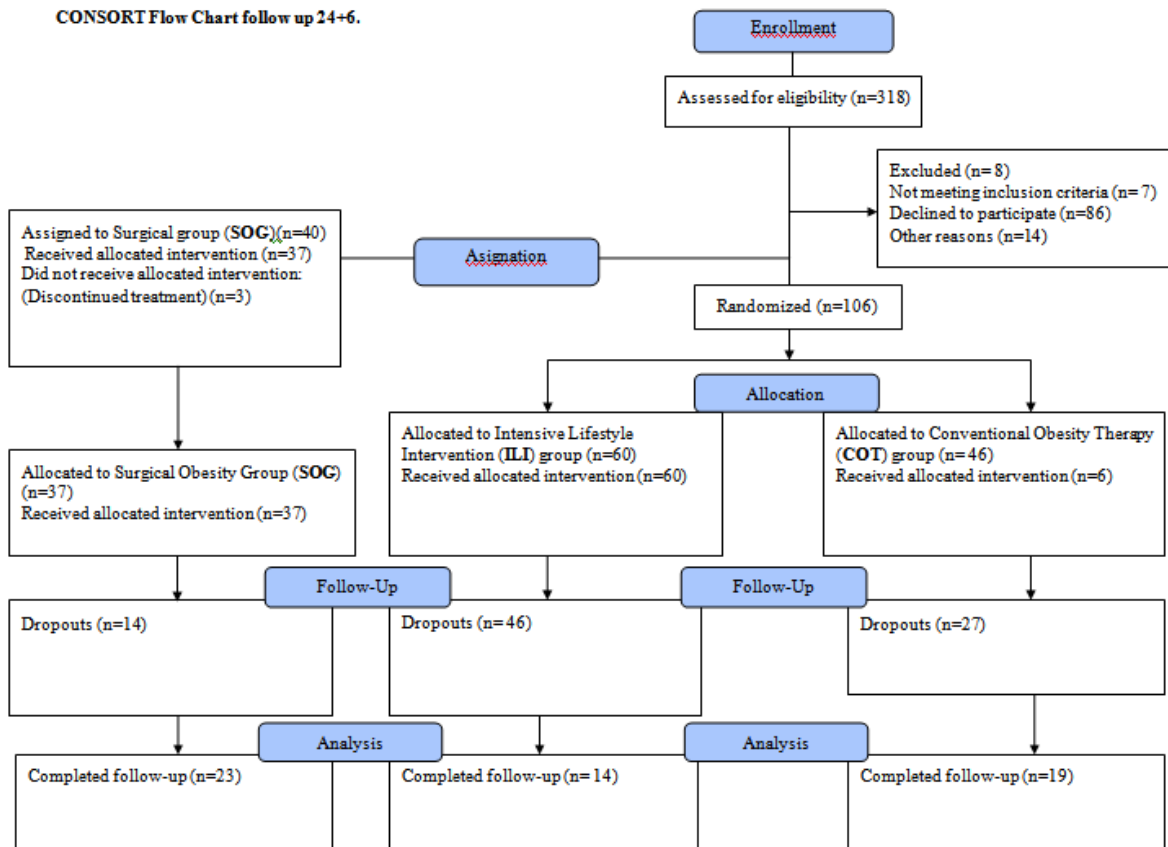 CONSORT Flow Chart follow up 24+6.
Enrollment
Assessed for eligibility (n=318)
Excluded (n= 8)
Not meeting inclusion criteria (n= 7)
Declined to participate (n=86)
Other reasons (n=14)
Assigned to Surgical group (SOG)(n=40)
Received allocated intervention (n=37)
Did not receive allocated intervention:
(Discontinued treatment) (n=3)
Asignation
Randomized (n=106)
Allocation
Allocated to Surgical Obesity Group (SOG)
(n=37)
Received allocated intervention (n=37)
Allocated to Intensive Lifestyle
Intervention (ILI) group (n=60)
Received allocated intervention (n=60)
Allocated to Conventional Obesity Therapy
(COT) group (n= 46)
Received allocated intervention (n=6)
Follow-Up
Follow-Up
Dropouts (n=14)
Dropouts (n= 46)
Dropouts (n=27)
Analysis
Analysis
Completed follow-up (n=23)
Completed follow-up (n= 14)
Completed follow-up (n=19)